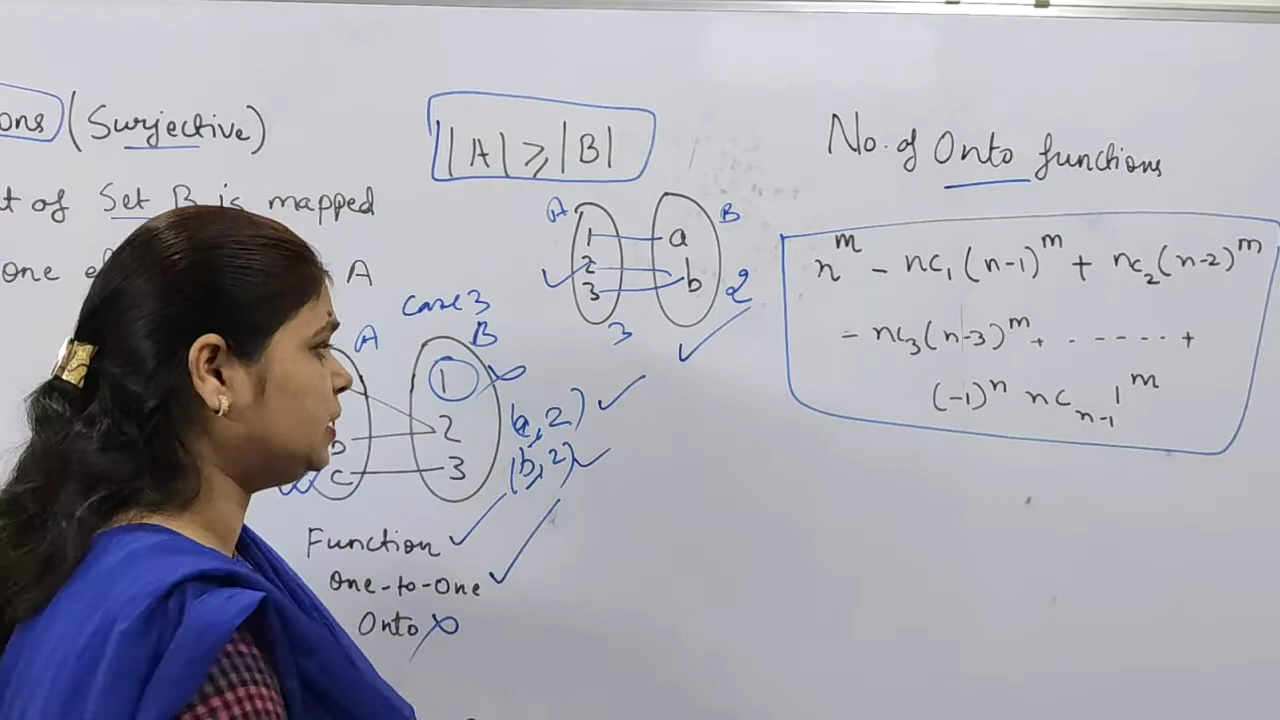 ons (Surjective)
t of Set B is mapped
one A
|A| ≥ |B|
A B
1 a
2 b
3
3 2
case 3
A B
1
2
b 3
c
(a, 2)
(b, 2)
Function
One-to-One
Onto
No. of Onto functions
n^m - nc₁ (n-1)^m + nc₂ (n-2)^m
- nc₃ (n-3)^m + ...... +
(-1)^n nc_{n-1} 1^m